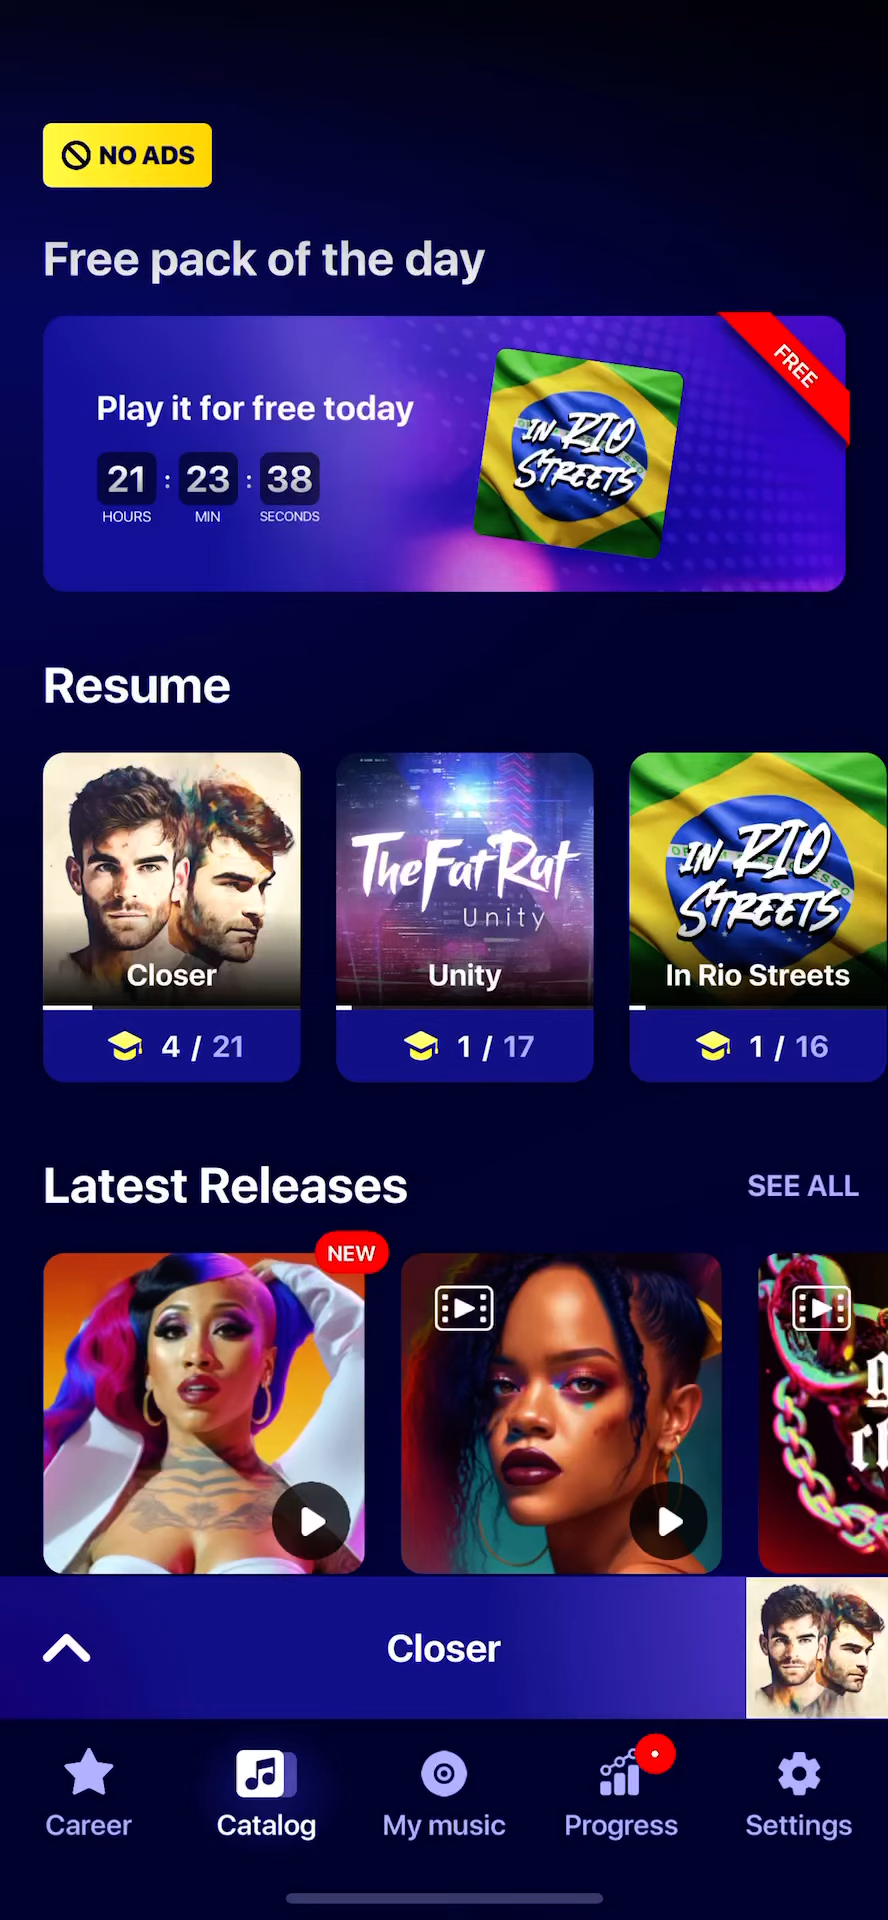 NO ADS
Free pack of the day
FREE
Play it for free today
IN RIO
STREETS
21 : 23 : 38
HOURS MIN SECONDS
Resume
TheFatRat
Unity
IN RIO
STREETS
Closer
Unity
In Rio Streets
4 / 21
1 / 17
1 / 16
Latest Releases
SEE ALL
NEW
Closer
Career
Catalog
My music
Progress
Settings